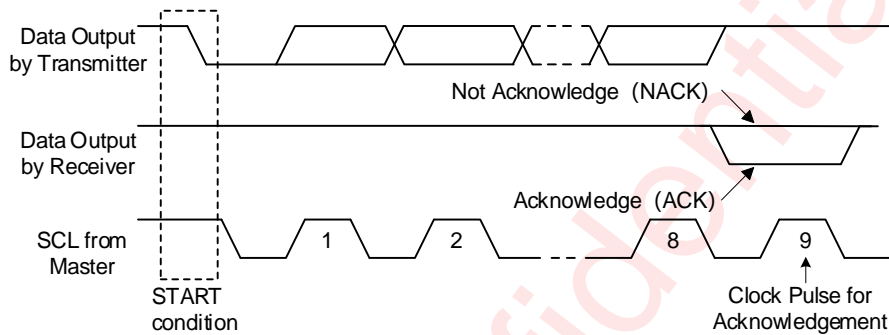 Data Output
by Transmitter
Not Acknowledge (NACK)
Data Output
by Receiver
Acknowledge (ACK)
SCL from
Master
1
2
8
9
START
condition
Clock Pulse for
Acknowledgement